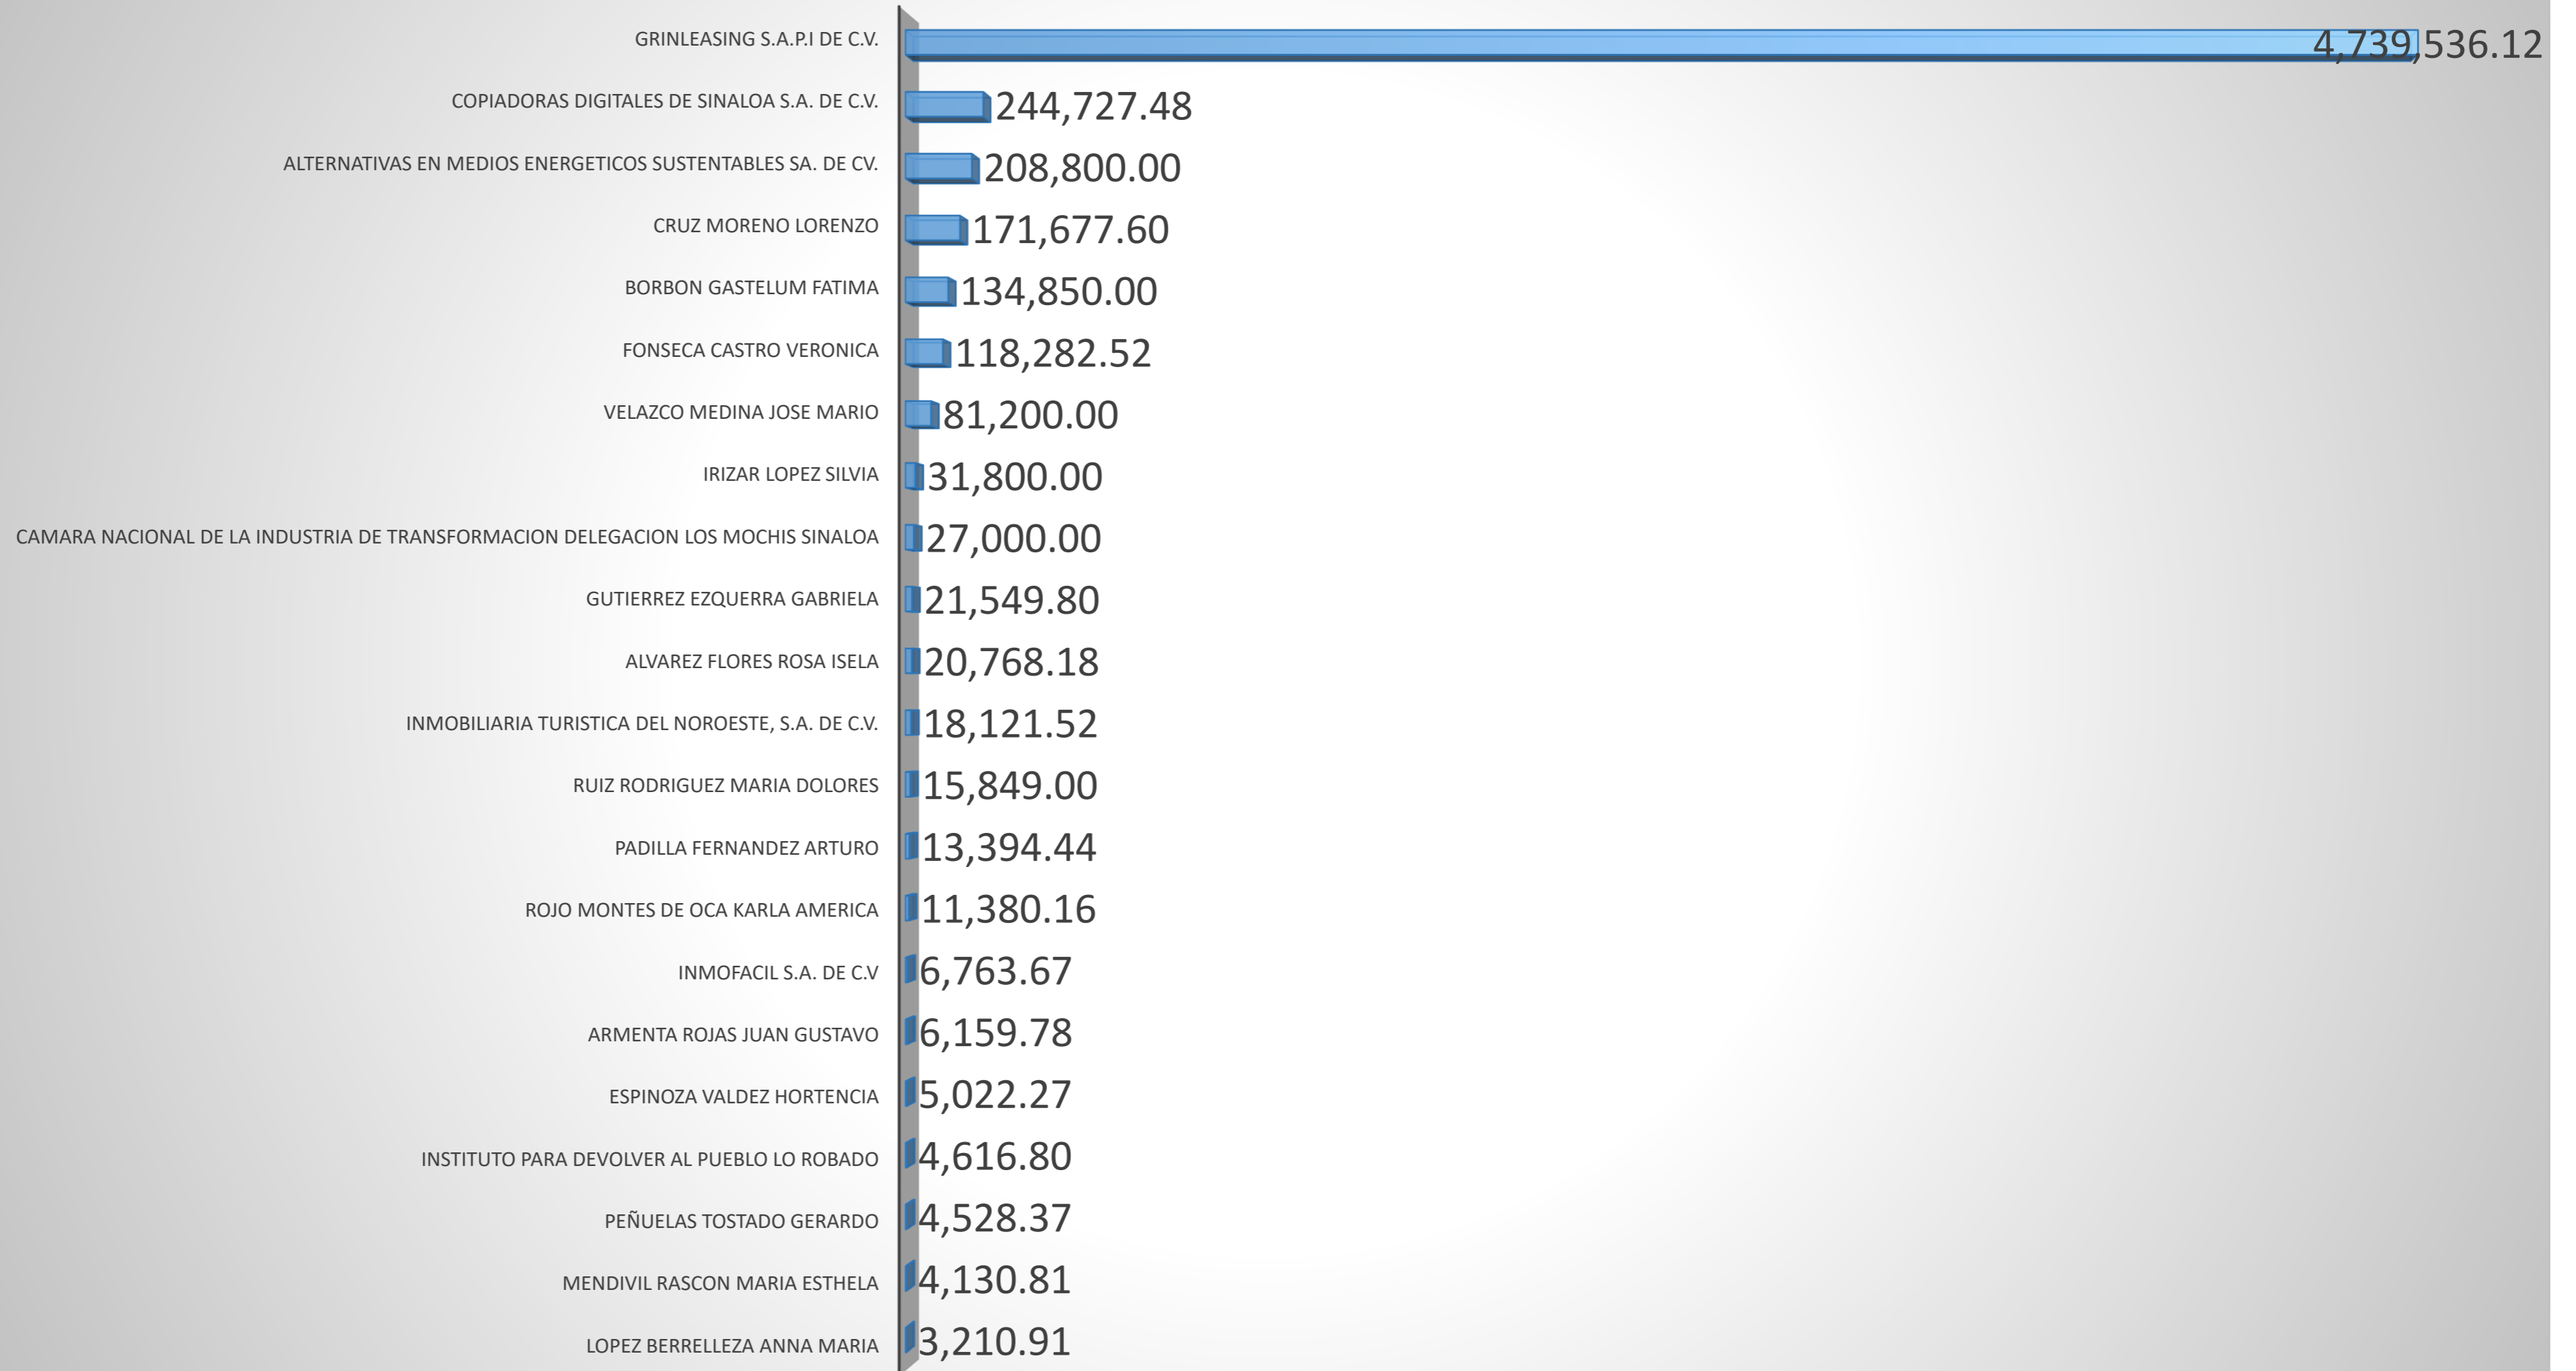 GRINLEASING S.A.P.I DE C.V. 4,739,536.12
COPIADORAS DIGITALES DE SINALOA S.A. DE C.V. 244,727.48
ALTERNATIVAS EN MEDIOS ENERGETICOS SUSTENTABLES SA. DE CV. 208,800.00
CRUZ MORENO LORENZO 171,677.60
BORBON GASTELUM FATIMA 134,850.00
FONSECA CASTRO VERONICA 118,282.52
VELAZCO MEDINA JOSE MARIO 81,200.00
IRIZAR LOPEZ SILVIA 31,800.00
CAMARA NACIONAL DE LA INDUSTRIA DE TRANSFORMACION DELEGACION LOS MOCHIS SINALOA 27,000.00
GUTIERREZ EZQUERRA GABRIELA 21,549.80
ALVAREZ FLORES ROSA ISELA 20,768.18
INMOBILIARIA TURISTICA DEL NOROESTE, S.A. DE C.V. 18,121.52
RUIZ RODRIGUEZ MARIA DOLORES 15,849.00
PADILLA FERNANDEZ ARTURO 13,394.44
ROJO MONTES DE OCA KARLA AMERICA 11,380.16
INMOFACIL S.A. DE C.V 6,763.67
ARMENTA ROJAS JUAN GUSTAVO 6,159.78
ESPINOZA VALDEZ HORTENCIA 5,022.27
INSTITUTO PARA DEVOLVER AL PUEBLO LO ROBADO 4,616.80
PEÑUELAS TOSTADO GERARDO 4,528.37
MENDIVIL RASCON MARIA ESTHELA 4,130.81
LOPEZ BERRELLEZA ANNA MARIA 3,210.91